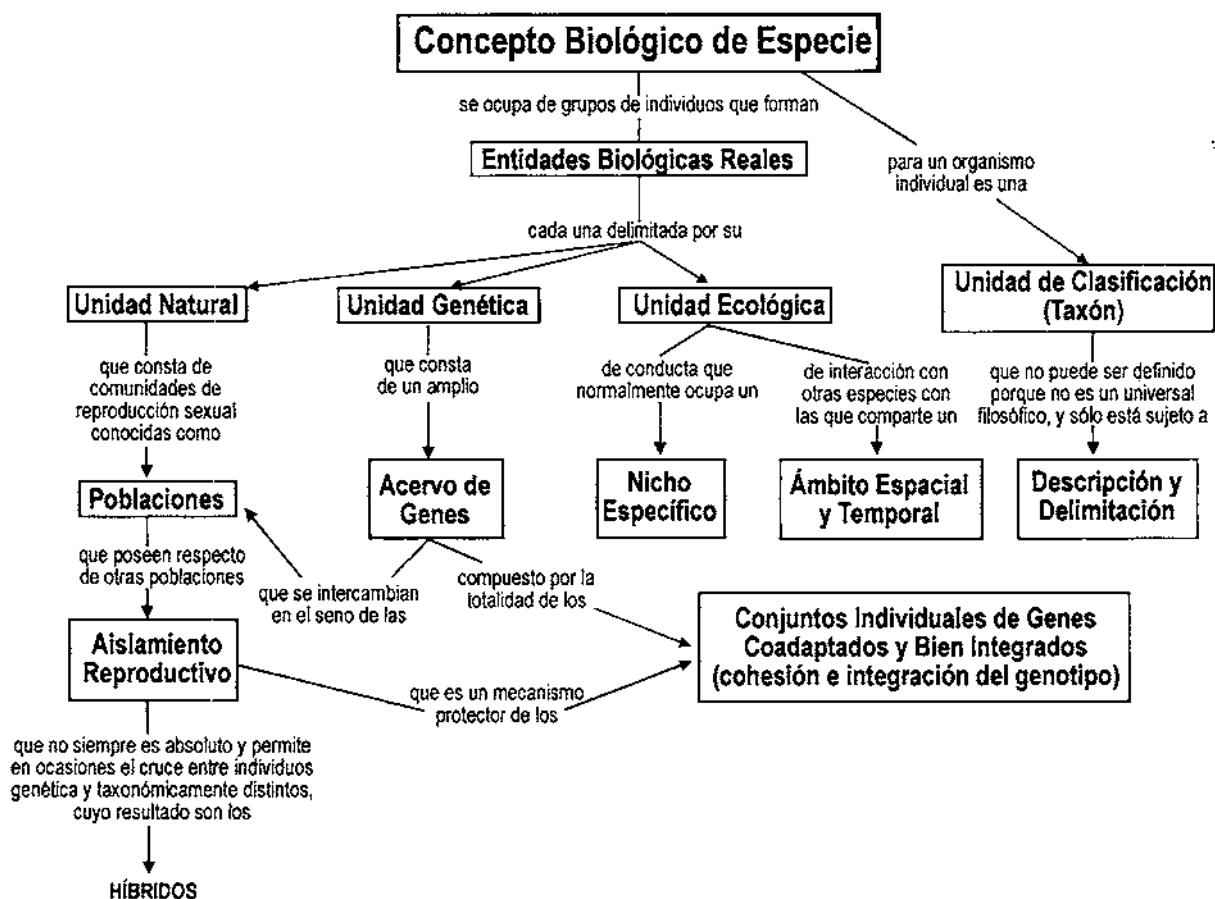 Concepto Biológico de Especie
se ocupa de grupos de individuos que forman
Entidades Biológicas Reales
para un organismo
individual es una
cada una delimitada por su
Unidad Natural
Unidad Genética
Unidad Ecológica
Unidad de Clasificación
(Taxón)
que consta de
comunidades de
reproducción sexual
conocidas como
que consta
de un amplio
de conducta que
normalmente ocupa un
de interacción con
otras especies con
las que comparte un
que no puede ser definido
porque no es un universal
filosófico, y sólo está sujeto a
Poblaciones
Acervo de
Genes
Nicho
Específico
Ámbito Espacial
y Temporal
Descripción y
Delimitación
que poseen respecto
de otras poblaciones
que se intercambian
en el seno de las
compuesto por la
totalidad de los
Aislamiento
Reproductivo
Conjuntos Individuales de Genes
Coadaptados y Bien Integrados
(cohesión e integración del genotipo)
que es un mecanismo
protector de los
que no siempre es absoluto y permite
en ocasiones el cruce entre individuos
genética y taxonómicamente distintos,
cuyo resultado son los
HÍBRIDOS